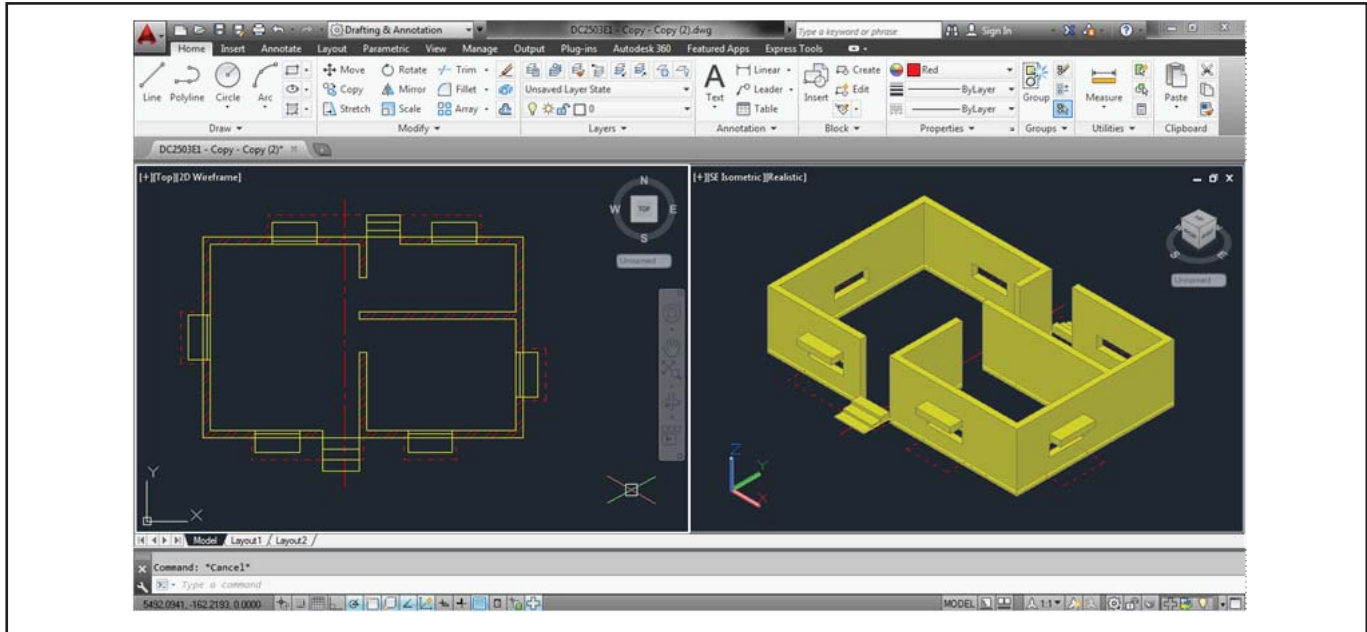 Drafting & Annotation DC2503E1 - Copy - Copy (2).dwg Type a keyword or phrase Sign In
Home Insert Annotate Layout Parametric View Manage Output Plug-ins Autodesk 360 Featured Apps Express Tools
Move Rotate Trim Unsaved Layer State Linear Create Red
Line Polyline Circle Arc Copy Mirror Fillet Text Leader Insert Edit ByLayer Group Measure Paste
Stretch Scale Array 0 Table ByLayer
Draw Modify Layers Annotation Block Properties Groups Utilities Clipboard
DC2503E1 - Copy - Copy (2)*
[+][Top][2D Wireframe] [+][SE Isometric][Realistic]
N
W TOP E
S
Unnamed
Unnamed
TOP
S E
Z
Y
X
Y
X
Model Layout1 Layout2
Command: *Cancel*
Type a command
5492.0941, -162.2193, 0.0000 MODEL 1:1